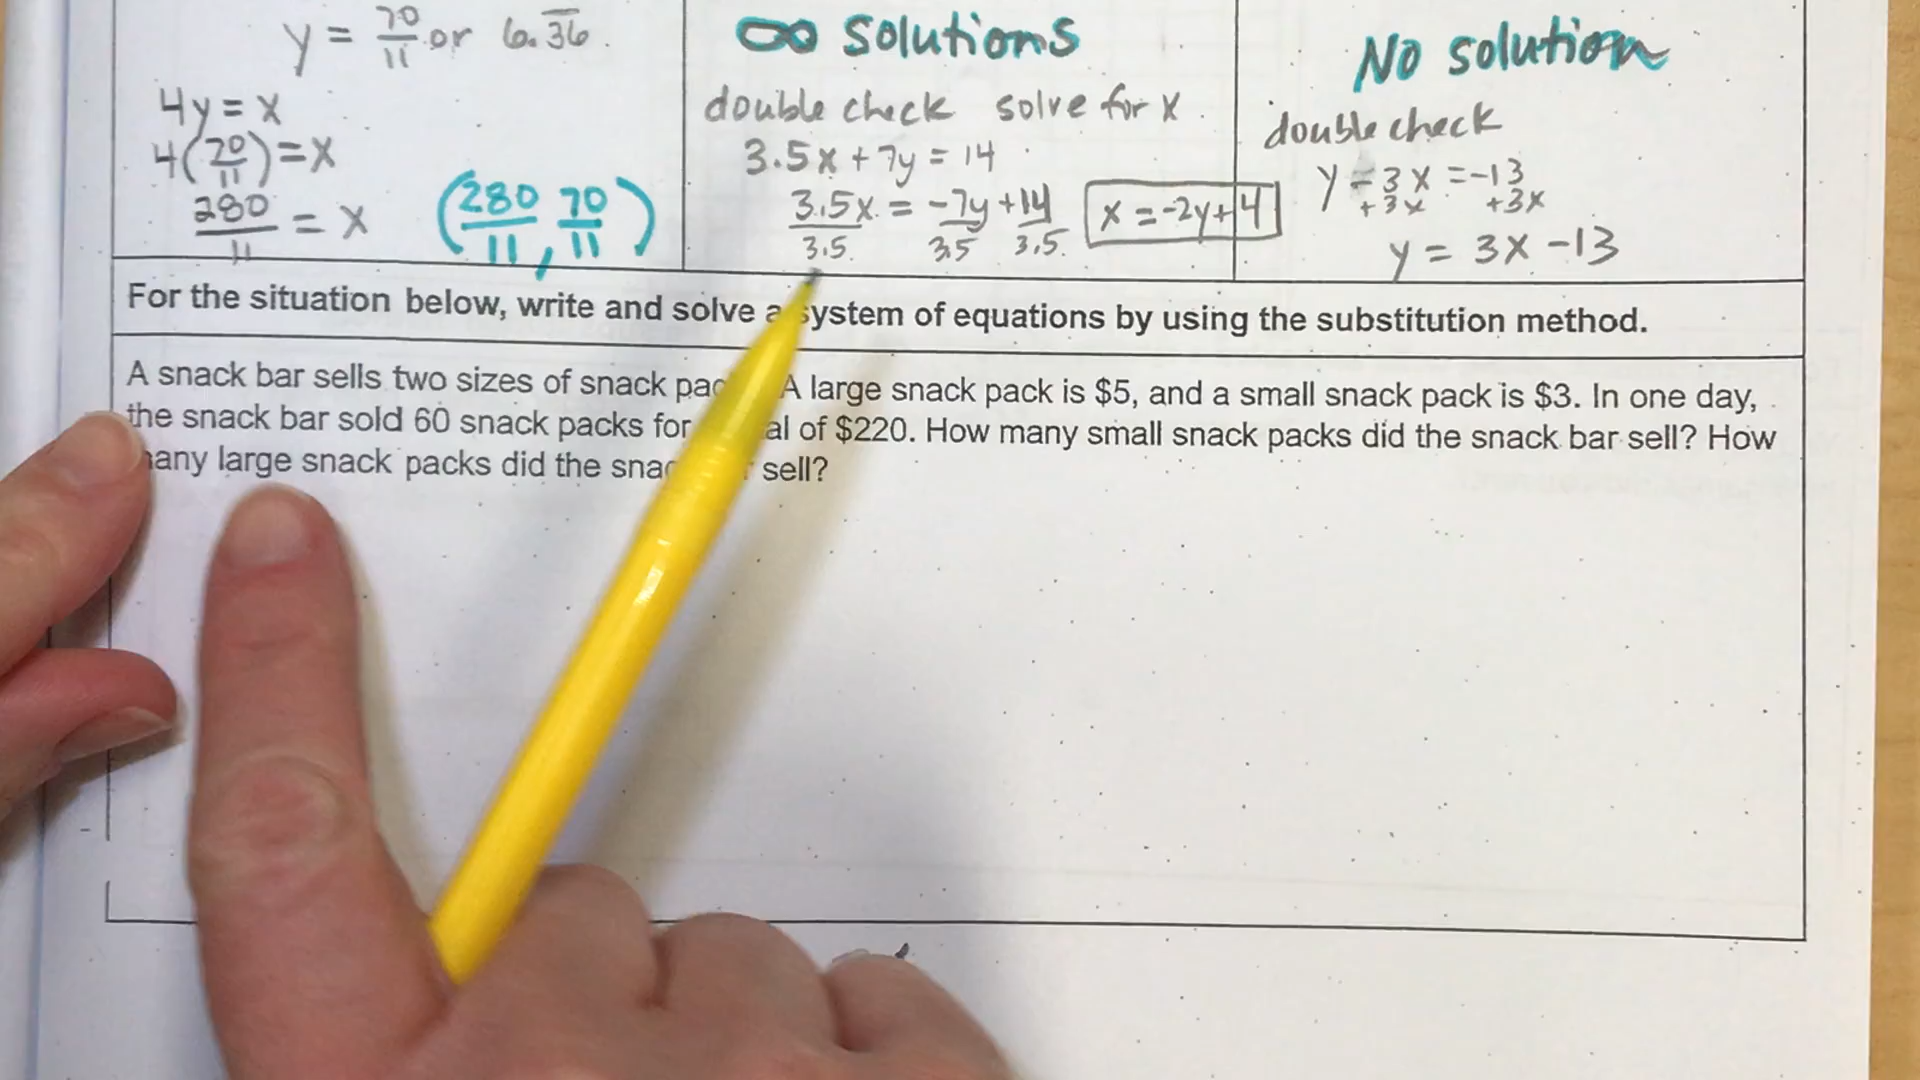 y = 70/11 or 6.3̅6̅
4y = x
4(70/11) = x
280/11 = x
(280/11, 70/11)
∞ solutions
double check solve for x
3.5x + 7y = 14
3.5x/3.5 = -7y/3.5 + 14/3.5
x = -2y+4
No solution
double check
y - 3x = -13
+3x +3x
y = 3x -13
For the situation below, write and solve a system of equations by using the substitution method.
A snack bar sells two sizes of snack A large snack pack is $5, and a small snack pack is $3. In one day,
the snack bar sold 60 snack packs for of $220. How many small snack packs did the snack bar sell? How
large snack packs did the sell?